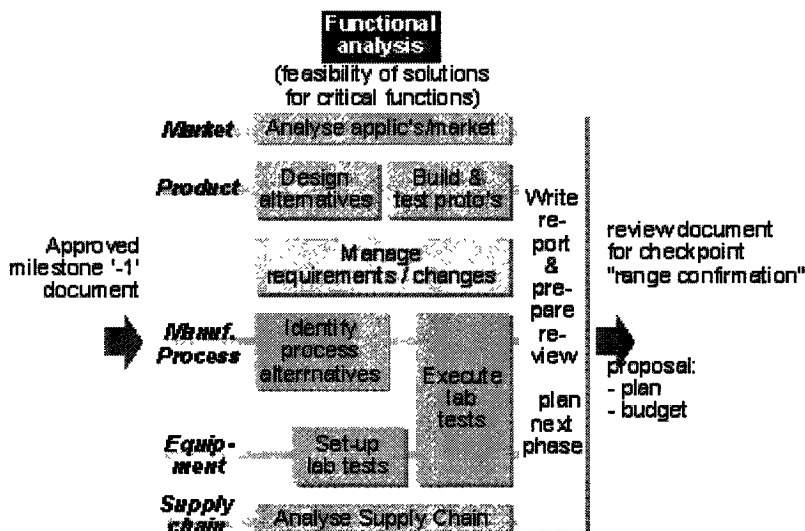 Functional
analysis
(feasibility of solutions
for critical functions)
Market
Analyse applic's/market
Product
Design
alternatives
Build &
test proto's
Manage
requirements / changes
Approved
milestone '-1'
document
Manuf.
Process
Identify
process
alterrnatives
Execute
lab
tests
Equip-
ment
Set-up
lab tests
Supply
chain
Analyse Supply Chain
Write
re-
port
&
pre-
pare
re-
view
plan
next
phase
review document
for checkpoint
"range confirmation"
proposal:
- plan
- budget